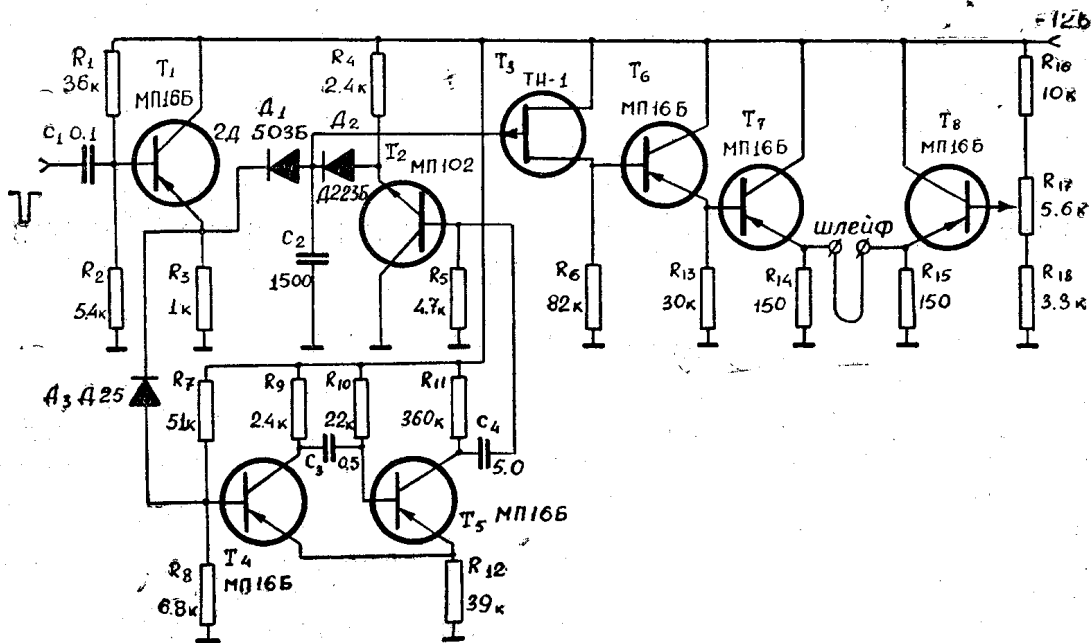 -12В
R1
36к
T1
МП16Б
C1 0.1
2Д
503Б
Д1
Д2
Д223Б
R4
2.4к
T2
МП102
T3
ТН-1
T6
МП16Б
T7
МП16Б
T8
МП16Б
R16
10к
R17
5.6к
R18
3.3к
шлейф
R2
5.4к
R3
1к
C2
1500
R5
4.7к
R6
82к
R13
30к
R14
150
R15
150
Д3 Д25
R7
51к
R9
2.4к
R10
22к
R11
360к
C3
0.5
C4
5.0
T4
МП16Б
T5 МП16Б
R8
6.8к
R12
39к